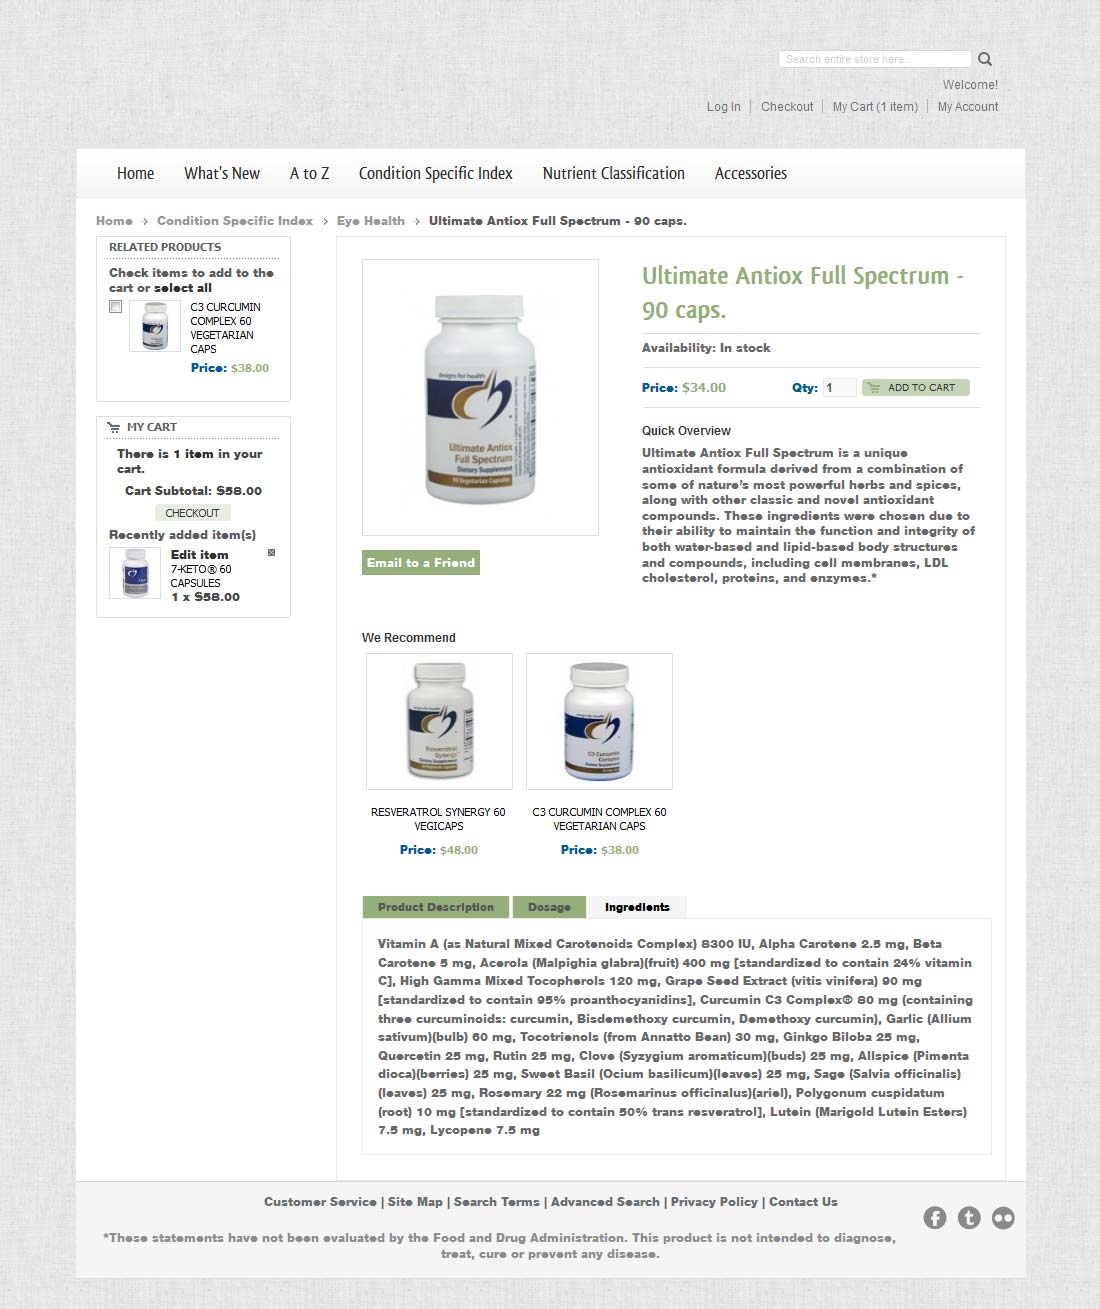 Search entire store here...
Welcome!
Log In
Checkout
My Cart (1 item)
My Account
Home
What's New
A to Z
Condition Specific Index
Nutrient Classification
Accessories
Home > Condition Specific Index > Eye Health > Ultimate Antiox Full Spectrum - 90 caps.
RELATED PRODUCTS
Check items to add to the
cart or select all
C3 CURCUMIN
COMPLEX 60
VEGETARIAN
CAPS
Price: $38.00
MY CART
There is 1 item in your
cart.
Cart Subtotal: $58.00
CHECKOUT
Recently added item(s)
Edit item
7-KETO® 60
CAPSULES
1 x $58.00
designs for health
Ultimate Antiox
Full Spectrum
Dietary Supplement
90 Vegetarian Capsules
Email to a Friend
Ultimate Antiox Full Spectrum -
90 caps.
Availability: In stock
Price: $34.00
Qty: 1
ADD TO CART
Quick Overview
Ultimate Antiox Full Spectrum is a unique
antioxidant formula derived from a combination of
some of nature's most powerful herbs and spices,
along with other classic and novel antioxidant
compounds. These ingredients were chosen due to
their ability to maintain the function and integrity of
both water-based and lipid-based body structures
and compounds, including cell membranes, LDL
cholesterol, proteins, and enzymes.*
We Recommend
Resveratrol
Synergy
Dietary Supplement
C3 Curcumin
Complex
Dietary Supplement
RESVERATROL SYNERGY 60
VEGICAPS
Price: $48.00
C3 CURCUMIN COMPLEX 60
VEGETARIAN CAPS
Price: $38.00
Product Description
Dosage
Ingredients
Vitamin A (as Natural Mixed Carotenoids Complex) 8300 IU, Alpha Carotene 2.5 mg, Beta
Carotene 5 mg, Acerola (Malpighia glabra)(fruit) 400 mg [standardized to contain 24% vitamin
C], High Gamma Mixed Tocopherols 120 mg, Grape Seed Extract (vitis vinifera) 90 mg
[standardized to contain 95% proanthocyanidins], Curcumin C3 Complex® 80 mg (containing
three curcuminoids: curcumin, Bisdemethoxy curcumin, Demethoxy curcumin), Garlic (Allium
sativum)(bulb) 60 mg, Tocotrienols (from Annatto Bean) 30 mg, Ginkgo Biloba 25 mg,
Quercetin 25 mg, Rutin 25 mg, Clove (Syzygium aromaticum)(buds) 25 mg, Allspice (Pimenta
dioca)(berries) 25 mg, Sweet Basil (Ocium basilicum)(leaves) 25 mg, Sage (Salvia officinalis)
(leaves) 25 mg, Rosemary 22 mg (Rosemarinus officinalus)(ariel), Polygonum cuspidatum
(root) 10 mg [standardized to contain 50% trans resveratrol], Lutein (Marigold Lutein Esters)
7.5 mg, Lycopene 7.5 mg
Customer Service | Site Map | Search Terms | Advanced Search | Privacy Policy | Contact Us
*These statements have not been evaluated by the Food and Drug Administration. This product is not intended to diagnose,
treat, cure or prevent any disease.